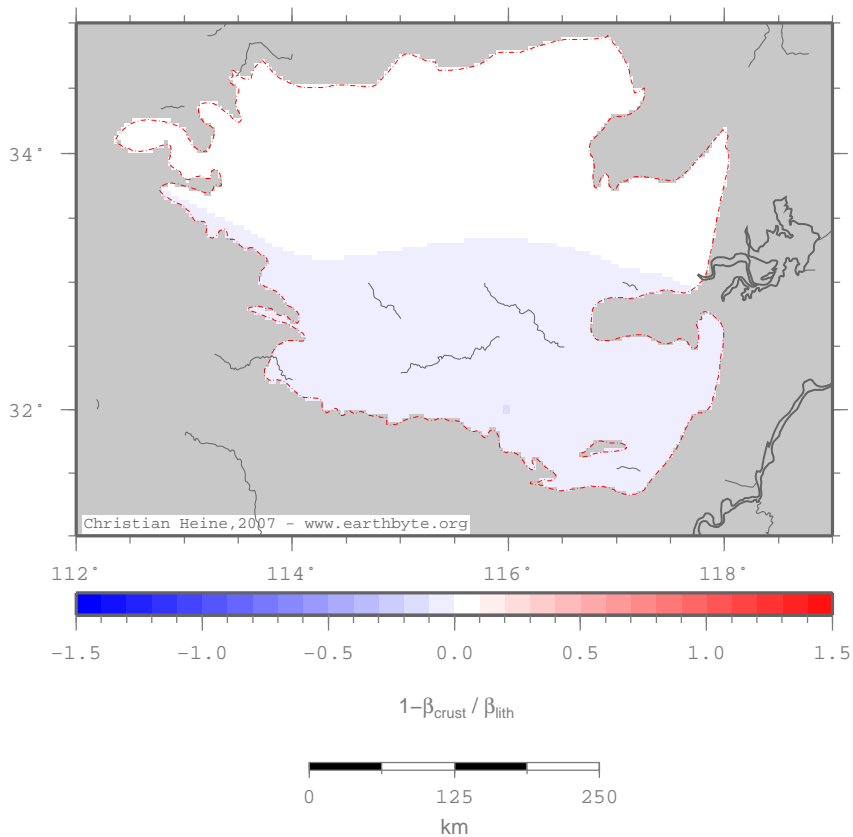 34°
32°
Christian Heine,2007 - www.earthbyte.org
112° 114° 116° 118°
-1.5 -1.0 -0.5 0.0 0.5 1.0 1.5
1-βcrust / βlith
0 125 250
km